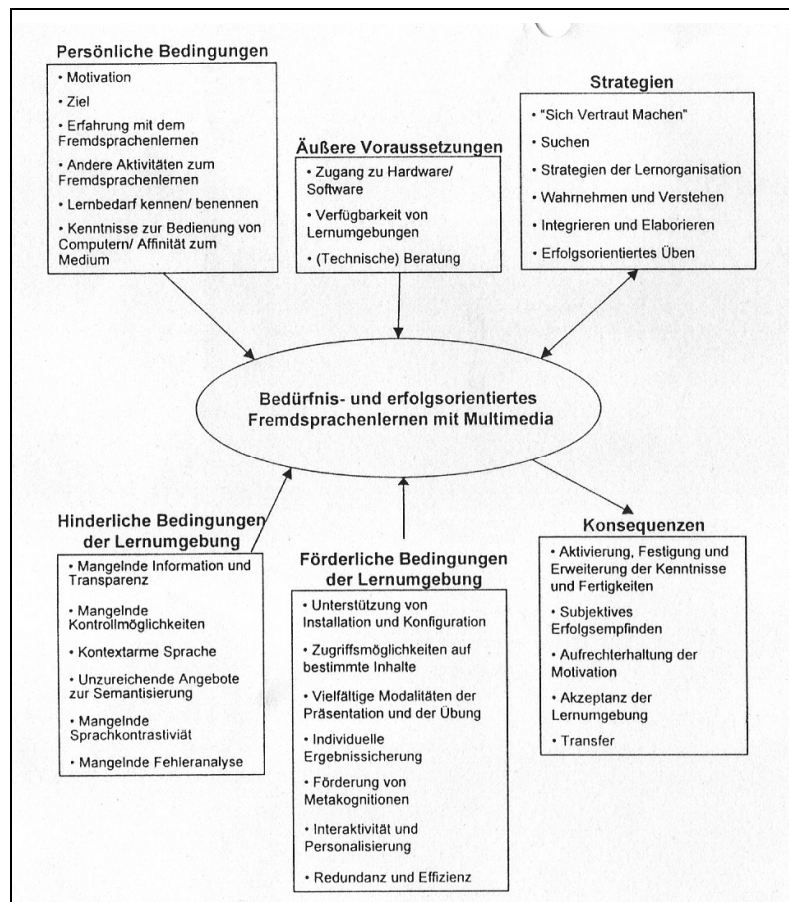 Persönliche Bedingungen
• Motivation
• Ziel
• Erfahrung mit dem
Fremdsprachenlernen
• Andere Aktivitäten zum
Fremdsprachenlernen
• Lernbedarf kennen/ benennen
• Kenntnisse zur Bedienung von
Computern/ Affinität zum
Medium
Äußere Voraussetzungen
• Zugang zu Hardware/
Software
• Verfügbarkeit von
Lernumgebungen
• (Technische) Beratung
Strategien
• "Sich Vertraut Machen"
• Suchen
• Strategien der Lernorganisation
• Wahrnehmen und Verstehen
• Integrieren und Elaborieren
• Erfolgsorientiertes Üben
Bedürfnis- und erfolgsorientiertes
Fremdsprachenlernen mit Multimedia
Hinderliche Bedingungen
der Lernumgebung
• Mangelnde Information und
Transparenz
• Mangelnde
Kontrollmöglichkeiten
• Kontextarme Sprache
• Unzureichende Angebote
zur Semantisierung
• Mangelnde
Sprachkontrastiviät
• Mangelnde Fehleranalyse
Förderliche Bedingungen
der Lernumgebung
• Unterstützung von
Installation und Konfiguration
• Zugriffsmöglichkeiten auf
bestimmte Inhalte
• Vielfältige Modalitäten der
Präsentation und der Übung
• Individuelle
Ergebnissicherung
• Förderung von
Metakognitionen
• Interaktivität und
Personalisierung
• Redundanz und Effizienz
Konsequenzen
• Aktivierung, Festigung und
Erweiterung der Kenntnisse
und Fertigkeiten
• Subjektives
Erfolgsempfinden
• Aufrechterhaltung der
Motivation
• Akzeptanz der
Lernumgebung
• Transfer